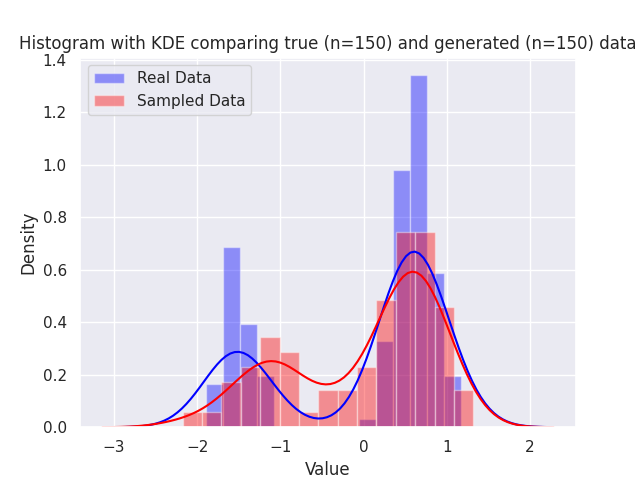 Histogram with KDE comparing true (n=150) and generated (n=150) data
Real Data
Sampled Data
1.4
1.2
1.0
0.8
0.6
0.4
0.2
0.0
Density
−3 −2 −1 0 1 2
Value